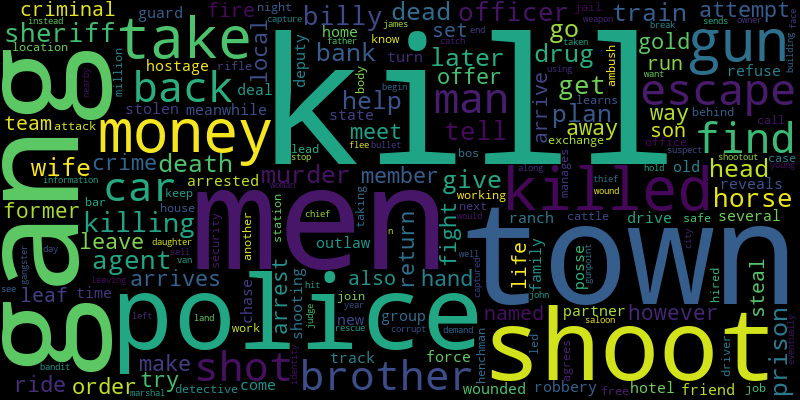 criminal guard fire night billy dead officer train attempt
instead capture james jail weapon break sends owner
sheriff take home father know set go gold building face
location million local hostage rifle turn catch end taken
gun
bank deputy later drug run refuse
gang nearby back stolen deal meanwhile help body begin offer get using want ambush escape
kill
man arrive
team attack money state meet tell plan away way behind call
lead bos exchange son office find
stop flee bullet learns suspect shootout case
wife crime death murder member give killed head reveals young
information arrested woman working manages hold old
former car bar keep men along thief wound horse
killing house station chief taking fight next would ranch cattle drive safe several
daughter security another outlaw
day leave van agent sell return well town city
see gangster arrives chase arrest shooting also hand captured life family posse gunpoint hired steal
leaf time leaving work hit join group named john partner however
police left land judge year new corrupt demand shoot saloon prison
make rescue identity track force henchman led agrees driver
bandit try shot brother friend eventually
ride order marshal detective come wounded robbery free hotel job